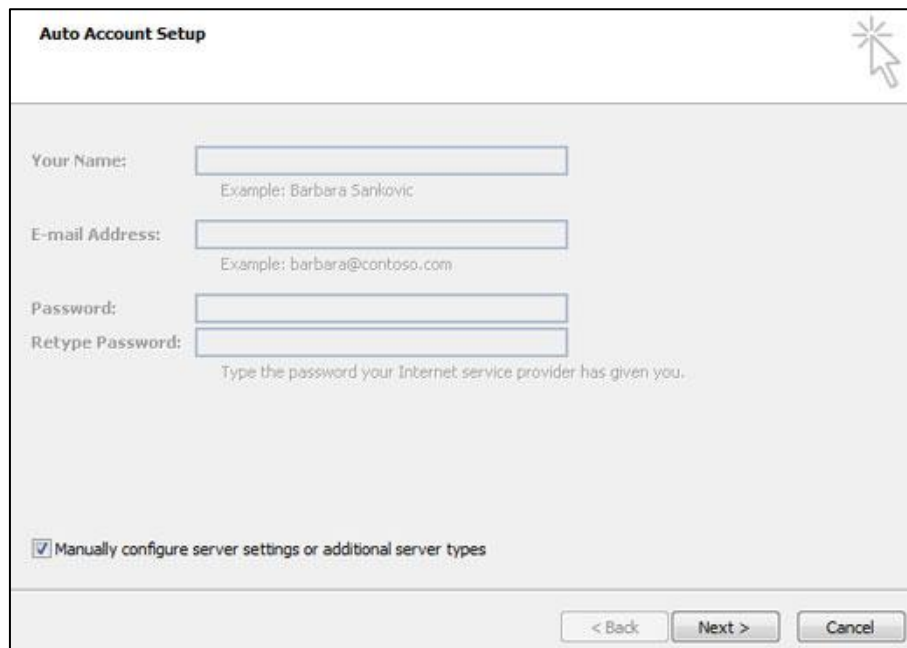 Auto Account Setup
Your Name:
Example: Barbara Sankovic
E-mail Address:
Example: barbara@contoso.com
Password:
Retype Password:
Type the password your Internet service provider has given you.
Manually configure server settings or additional server types
< Back Next > Cancel